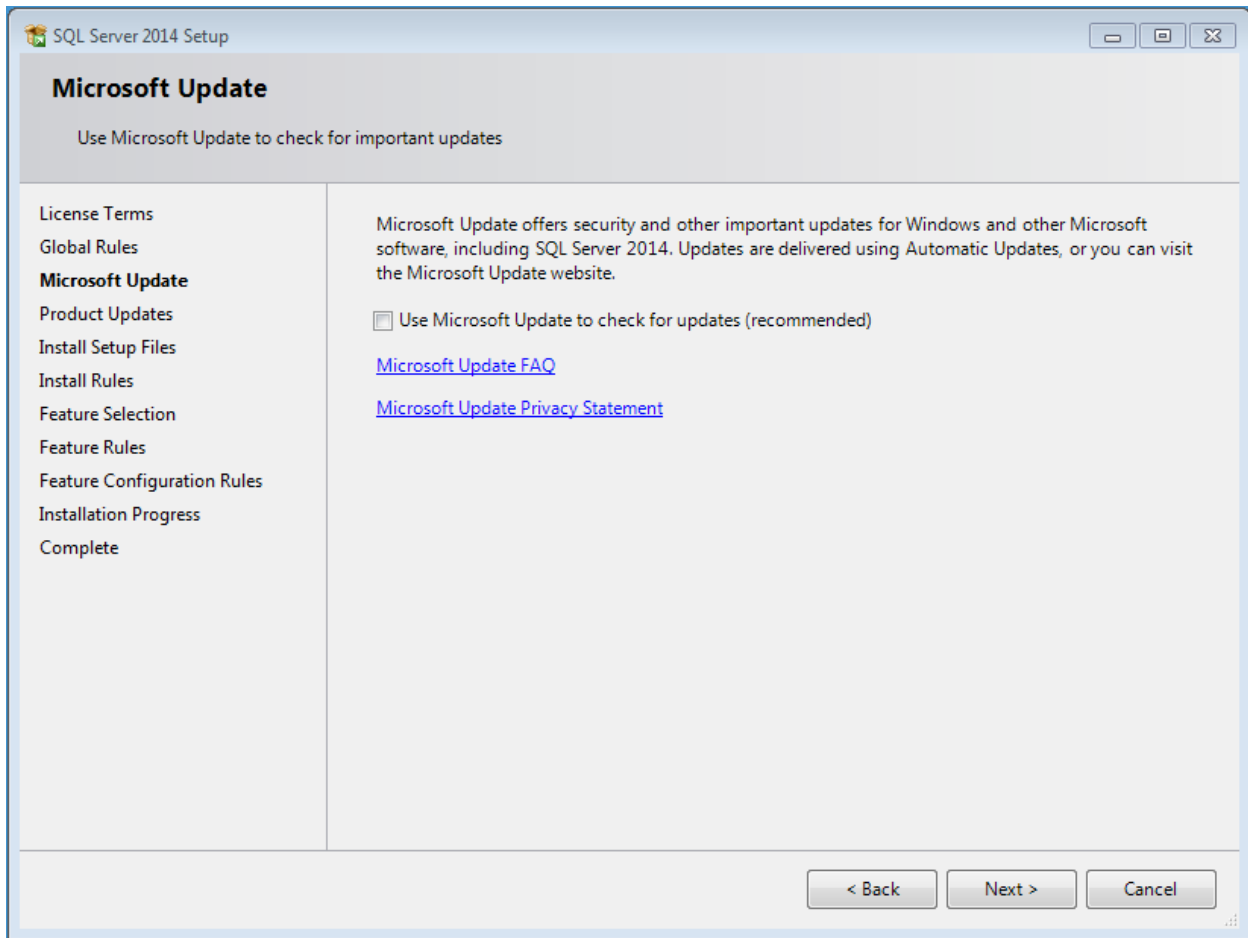 SQL Server 2014 Setup
Microsoft Update
Use Microsoft Update to check for important updates
License Terms
Global Rules
Microsoft Update
Product Updates
Install Setup Files
Install Rules
Feature Selection
Feature Rules
Feature Configuration Rules
Installation Progress
Complete
Microsoft Update offers security and other important updates for Windows and other Microsoft
software, including SQL Server 2014. Updates are delivered using Automatic Updates, or you can visit
the Microsoft Update website.
Use Microsoft Update to check for updates (recommended)
Microsoft Update FAQ
Microsoft Update Privacy Statement
< Back
Next >
Cancel